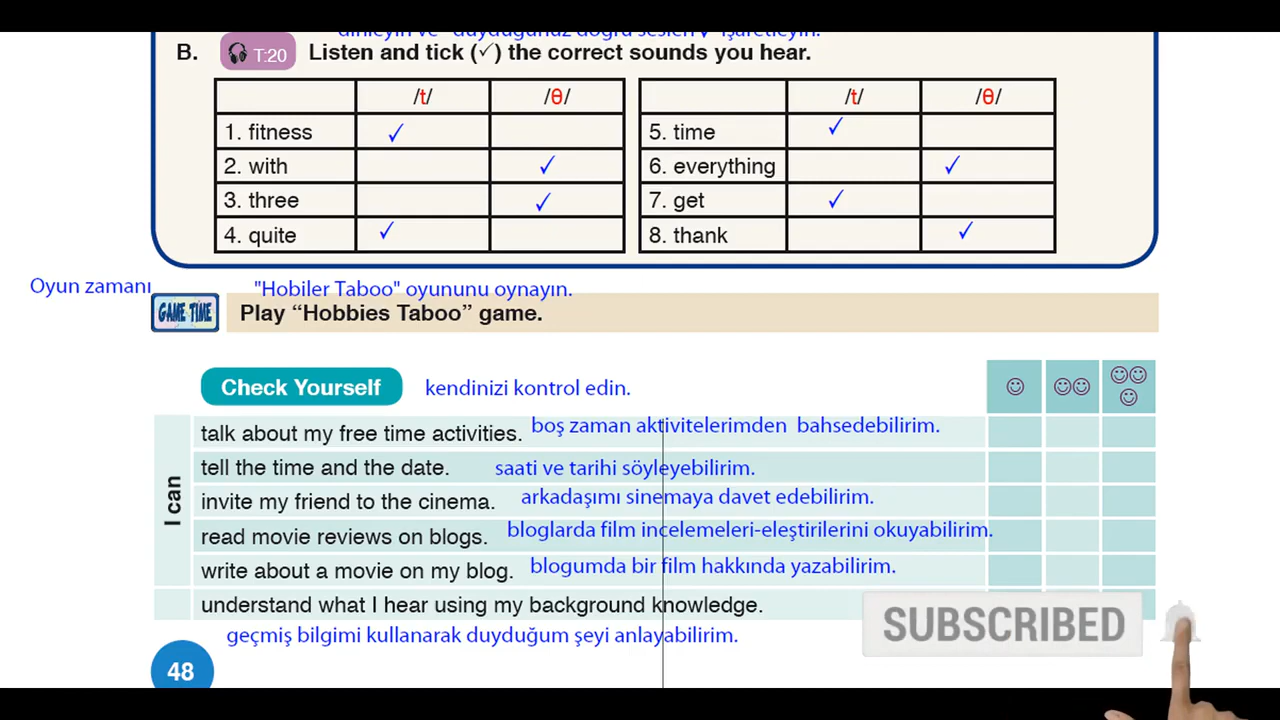 dinleyin ve duyduğunuz doğru sesleri ✓ işaretleyin.
B. T:20 Listen and tick (✓) the correct sounds you hear.
/t/ /θ/ /t/ /θ/
1. fitness ✓ 5. time ✓
2. with ✓ 6. everything ✓
3. three ✓ 7. get ✓
4. quite ✓ 8. thank ✓
Oyun zamanı "Hobiler Taboo" oyununu oynayın.
GAME TIME Play “Hobbies Taboo” game.
Check Yourself kendinizi kontrol edin.
I can
talk about my free time activities. boş zaman aktivitelerimden bahsedebilirim.
tell the time and the date. saati ve tarihi söyleyebilirim.
invite my friend to the cinema. arkadaşımı sinemaya davet edebilirim.
read movie reviews on blogs. bloglarda film incelemeleri-eleştirilerini okuyabilirim.
write about a movie on my blog. blogumda bir film hakkında yazabilirim.
understand what I hear using my background knowledge.
SUBSCRIBED
geçmiş bilgimi kullanarak duyduğum şeyi anlayabilirim.
48